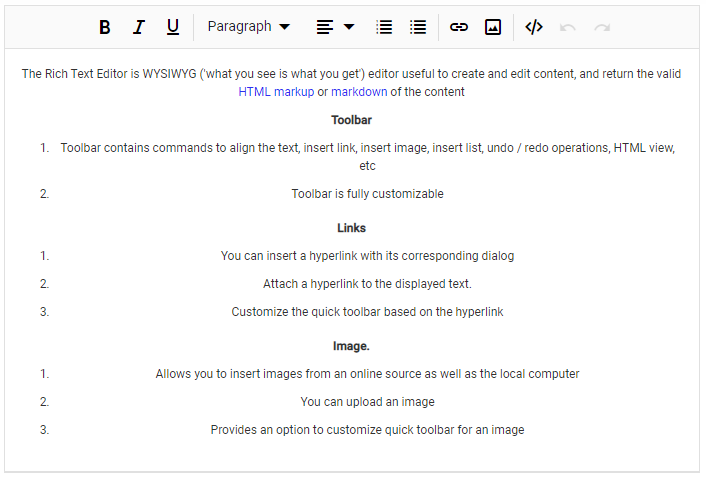 B I U Paragraph
The Rich Text Editor is WYSIWYG ('what you see is what you get') editor useful to create and edit content, and return the valid
HTML markup or markdown of the content
Toolbar
1. Toolbar contains commands to align the text, insert link, insert image, insert list, undo / redo operations, HTML view,
etc
2. Toolbar is fully customizable
Links
1. You can insert a hyperlink with its corresponding dialog
2. Attach a hyperlink to the displayed text.
3. Customize the quick toolbar based on the hyperlink
Image.
1. Allows you to insert images from an online source as well as the local computer
2. You can upload an image
3. Provides an option to customize quick toolbar for an image